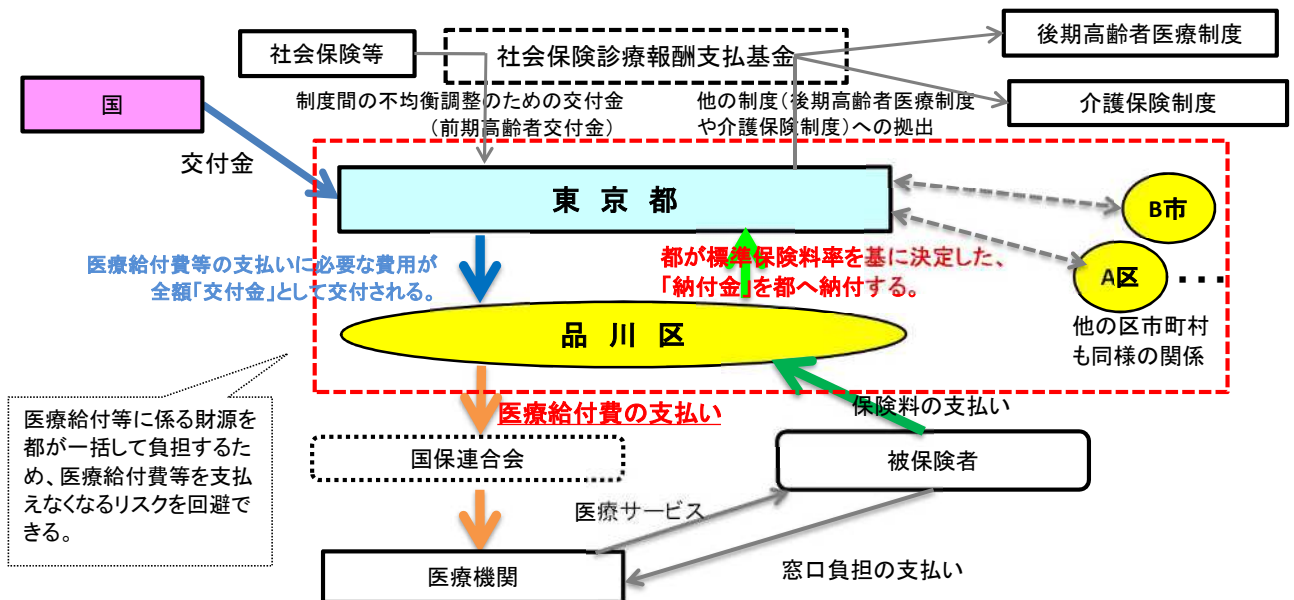 社会保険等
社会保険診療報酬支払基金
後期高齢者医療制度
介護保険制度
国
交付金
制度間の不均衡調整のための交付金
（前期高齢者交付金）
他の制度（後期高齢者医療制度
や介護保険制度）への拠出
東 京 都
B市
A区
･･･
他の区市町村
も同様の関係
医療給付費等の支払いに必要な費用が
全額「交付金」として交付される。
都が標準保険料率を基に決定した、
「納付金」を都へ納付する。
品 川 区
医療給付等に係る財源を
都が一括して負担するた
め、医療給付費等を支払
えなくなるリスクを回避で
きる。
医療給付費の支払い
保険料の支払い
国保連合会
被保険者
医療サービス
窓口負担の支払い
医療機関